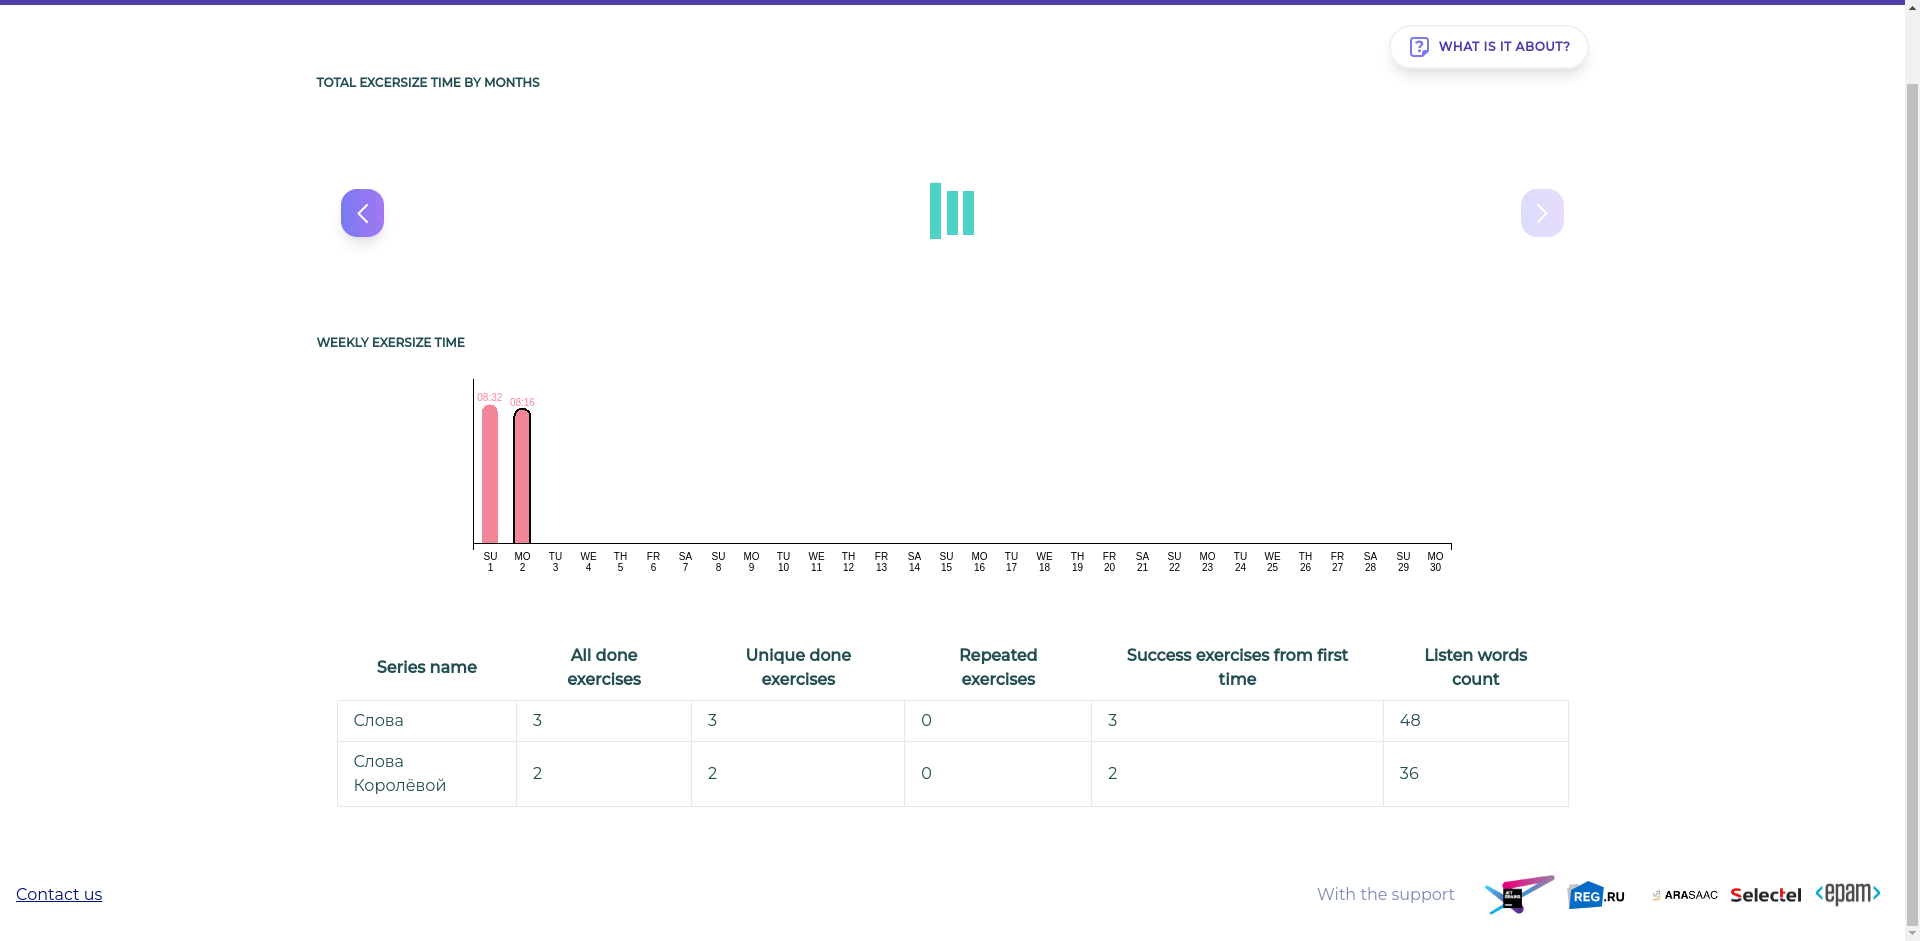 WHAT IS IT ABOUT?
TOTAL EXCERSIZE TIME BY MONTHS
WEEKLY EXERSIZE TIME
08:32 08:16
SU MO TU WE TH FR SA SU MO TU WE TH FR SA SU MO TU WE TH FR SA SU MO TU WE TH FR SA SU MO
1 2 3 4 5 6 7 8 9 10 11 12 13 14 15 16 17 18 19 20 21 22 23 24 25 26 27 28 29 30
Series name All done exercises Unique done exercises Repeated exercises Success exercises from first time Listen words count
Слова 3 3 0 3 48
Слова Королёвой 2 2 0 2 36
Contact us With the support JET BRAINS REG.RU ARASAAC Selectel <epam>